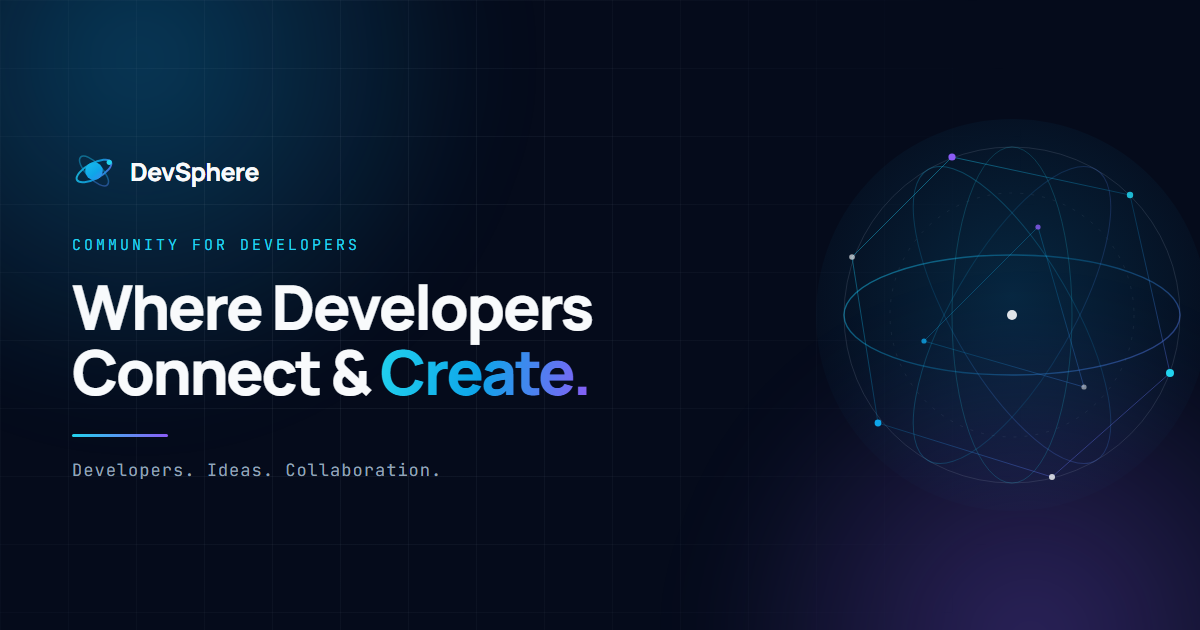 DevSphere
COMMUNITY FOR DEVELOPERS
Where Developers
Connect & Create.
Developers. Ideas. Collaboration.